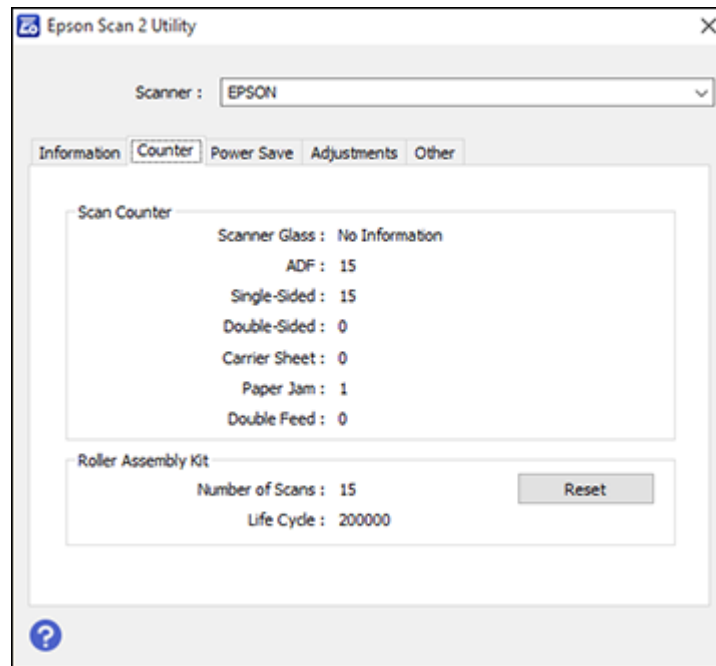 Epson Scan 2 Utility
Scanner : EPSON
Information Counter Power Save Adjustments Other
Scan Counter
Scanner Glass : No Information
ADF : 15
Single-Sided : 15
Double-Sided : 0
Carrier Sheet : 0
Paper Jam : 1
Double Feed : 0
Roller Assembly Kit
Number of Scans : 15 Reset
Life Cycle : 200000
?